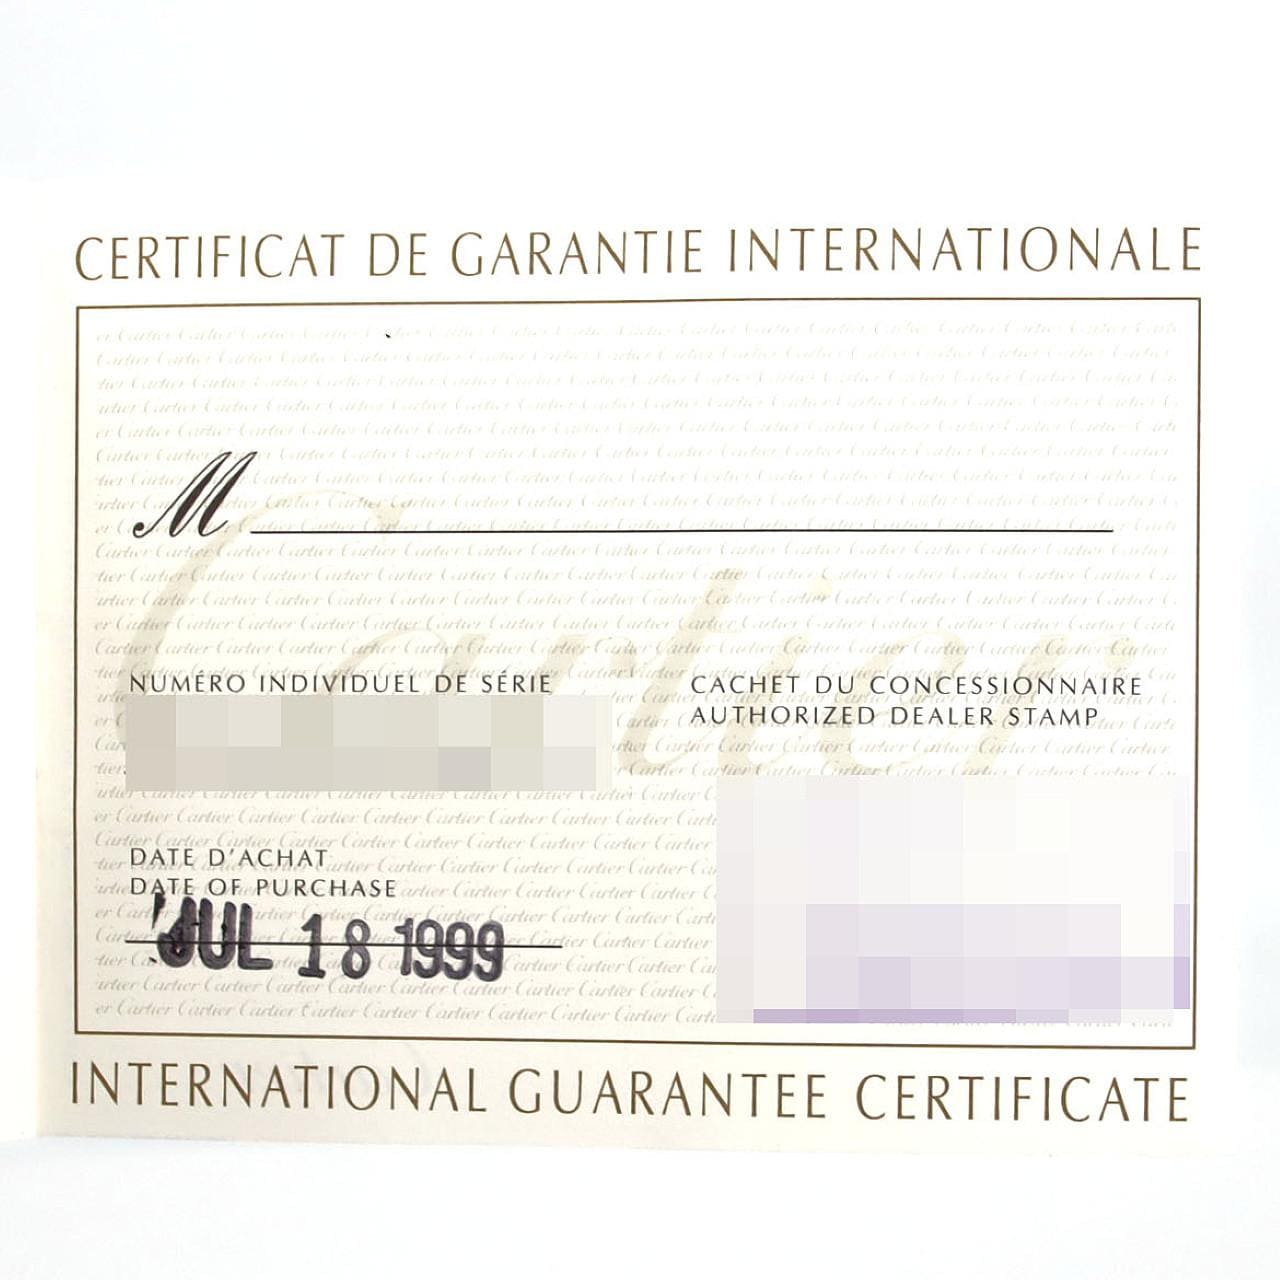 CERTIFICAT DE GARANTIE INTERNATIONALE
M
Cartier
NUMÉRO INDIVIDUEL DE SÉRIE
CACHET DU CONCESSIONNAIRE
AUTHORIZED DEALER STAMP
DATE D'ACHAT
DATE OF PURCHASE
JUL 18 1999
INTERNATIONAL GUARANTEE CERTIFICATE